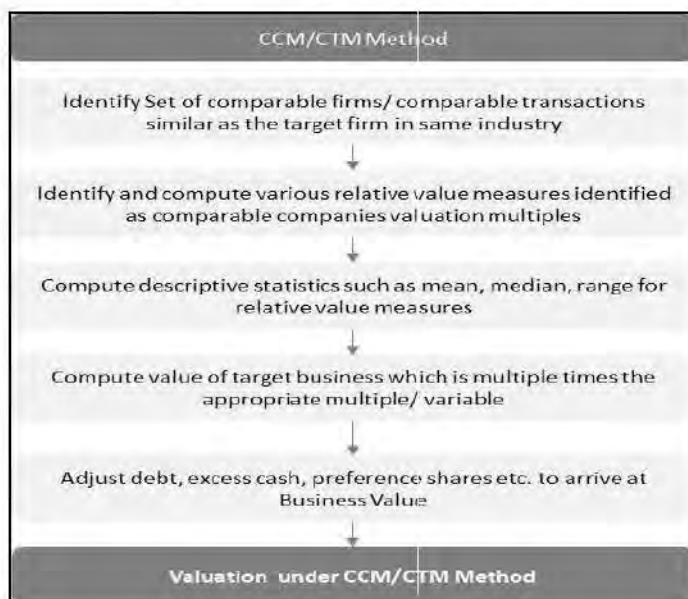 CCM/CTM Method
Identify Set of comparable firms/ comparable transactions
similar as the target firm in same industry
Identify and compute various relative value measures identified
as comparable companies valuation multiples
Compute descriptive statistics such as mean, median, range for
relative value measures
Compute value of target business which is multiple times the
appropriate multiple/ variable
Adjust debt, excess cash, preference shares etc. to arrive at
Business Value
Valuation under CCM/CTM Method